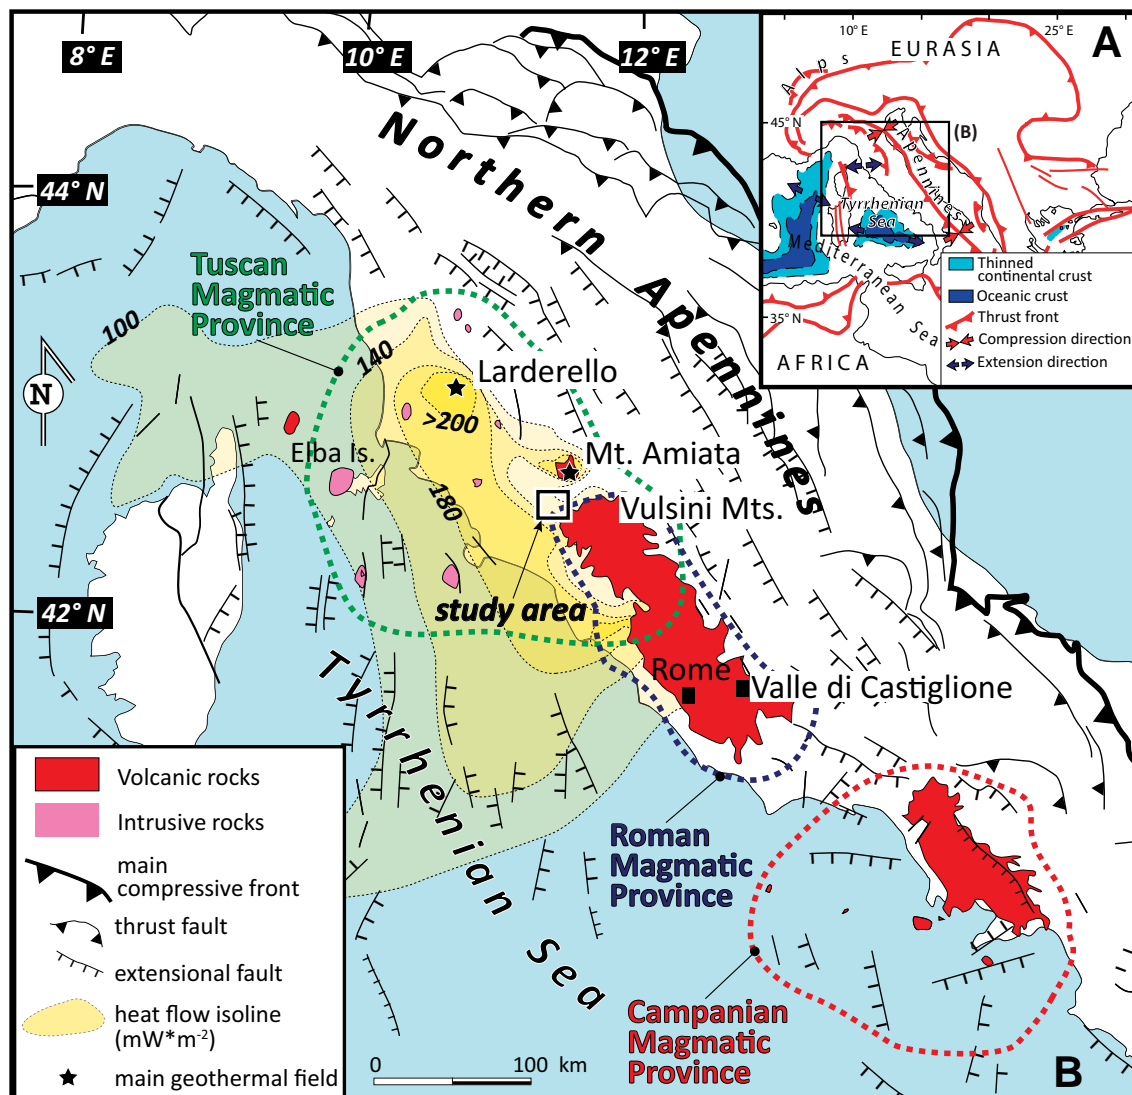 8° E
10° E
12° E
44° N
42° N
10° E
25° E
A
EURASIA
Alps
45° N
(B)
Apennines
Tyrrhenian
Sea
Mediterranean Sea
35° N
AFRICA
Thinned
continental crust
Oceanic crust
Thrust front
Compression direction
Extension direction
Northern Apennines
Tuscan
Magmatic
Province
100
140
>200
180
N
Larderello
Elba Is.
Mt. Amiata
Vulsini Mts.
study area
Rome
Valle di Castiglione
Tyrrhenian Sea
Roman
Magmatic
Province
Campanian
Magmatic
Province
Volcanic rocks
Intrusive rocks
main
compressive front
thrust fault
extensional fault
heat flow isoline
(mW*m-2)
main geothermal field
0 100 km
B